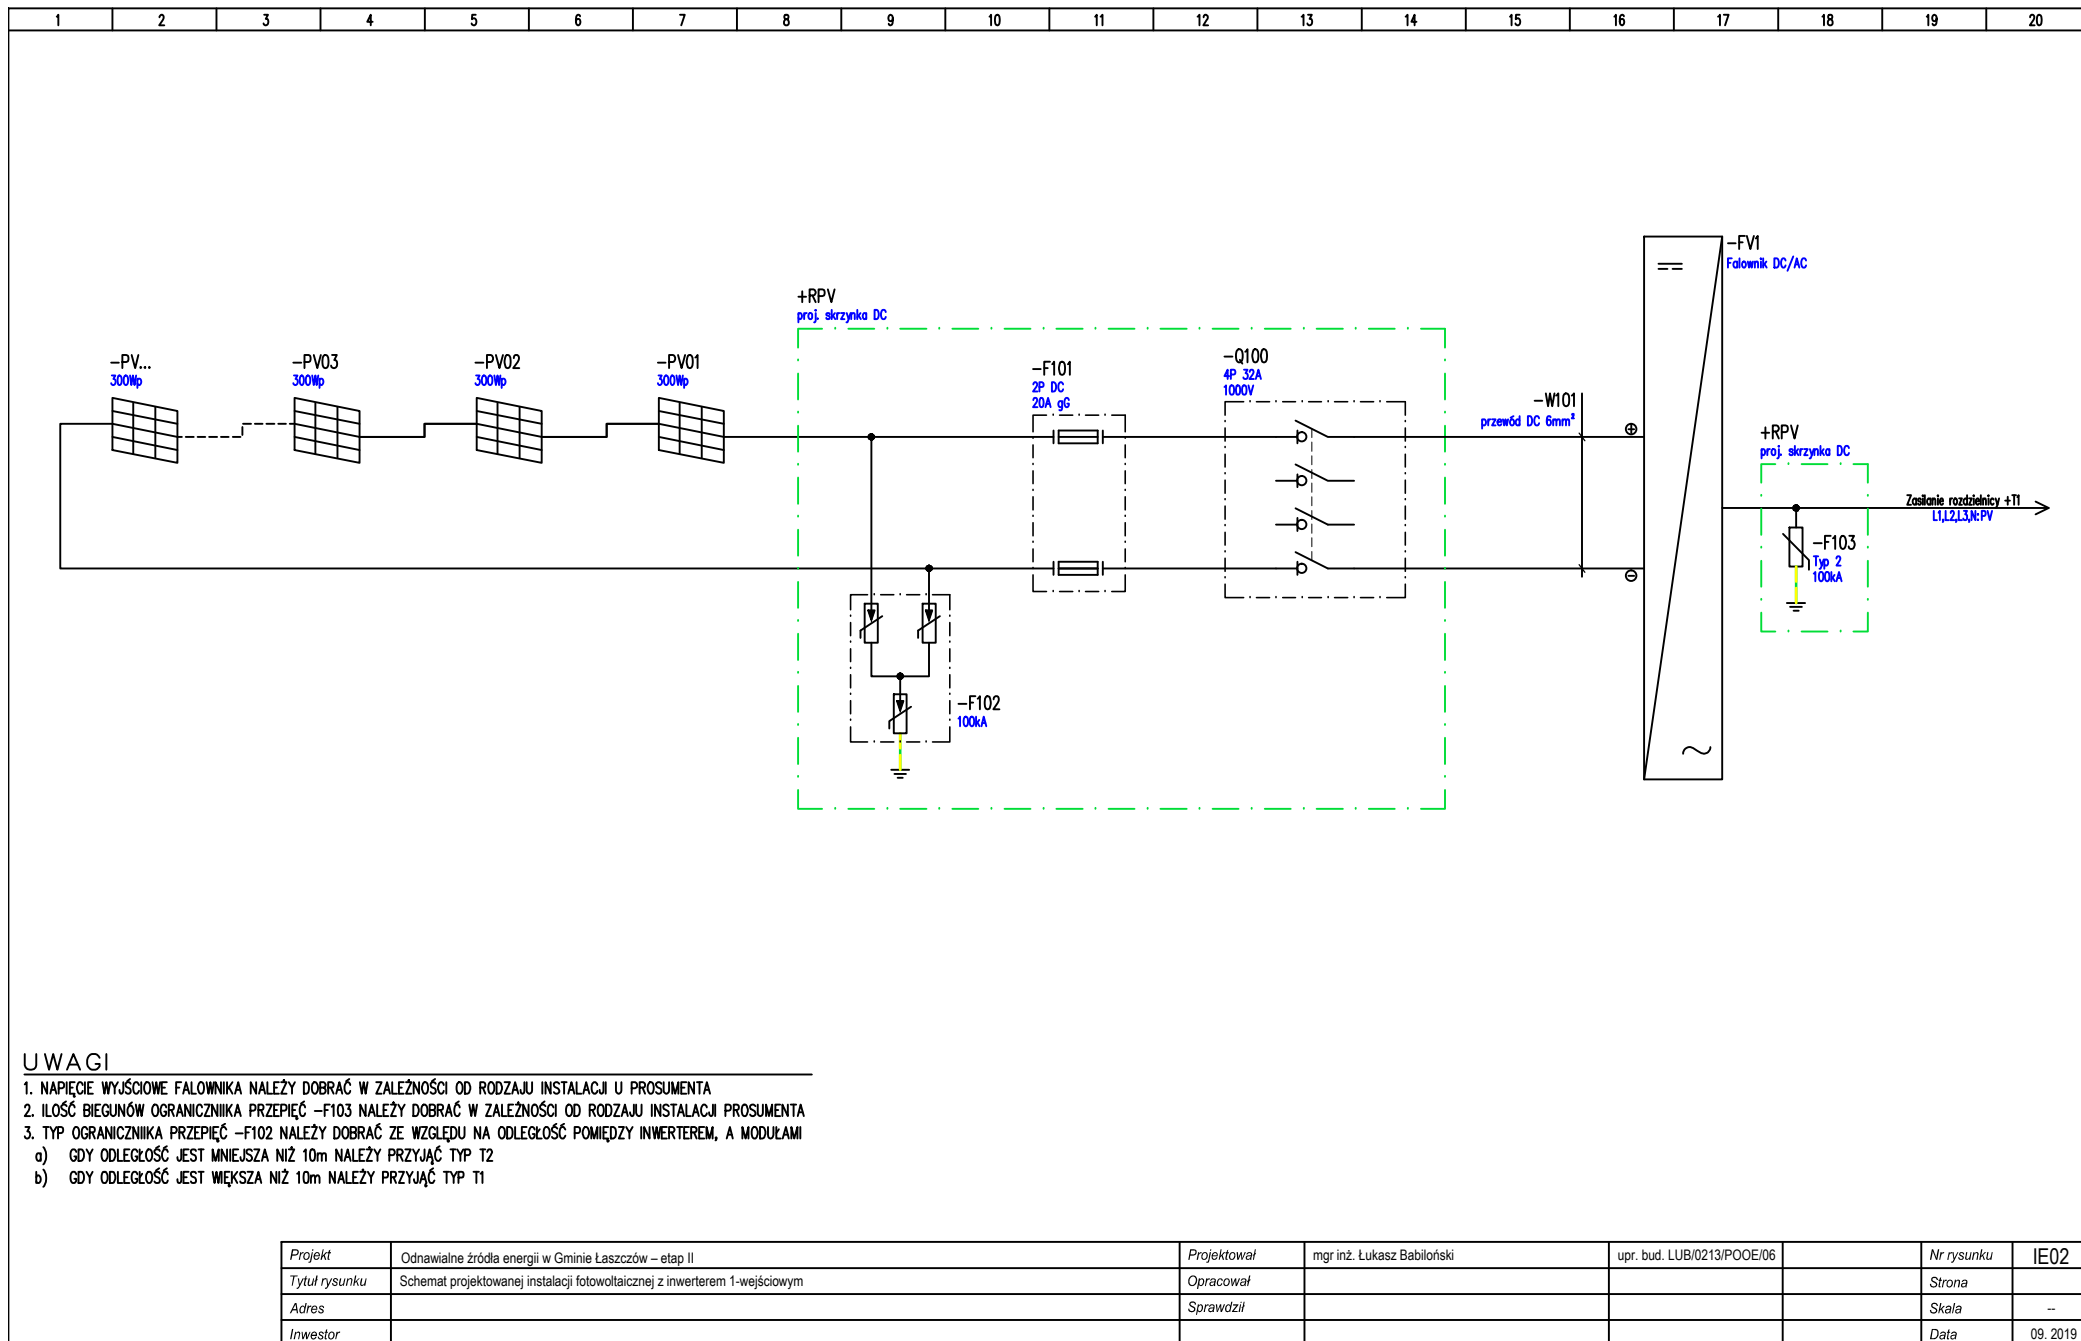 1 2 3 4 5 6 7 8 9 10 11 12 13 14 15 16 17 18 19 20
-FV1
Falownik DC/AC
+RPV
proj. skrzynka DC
-PV...
300Wp
-PV03
300Wp
-PV02
300Wp
-PV01
300Wp
-F101
2P DC
20A gG
-Q100
4P 32A
1000V
-W101
przewód DC 6mm²
+RPV
proj. skrzynka DC
Zasilanie rozdzielnicy +T1
L1,L2,L3,N:PV
-F103
Typ 2
100kA
-F102
100kA
UWAGI
1. NAPIĘCIE WYJŚCIOWE FALOWNIKA NALEŻY DOBRAĆ W ZALEŻNOŚCI OD RODZAJU INSTALACJI U PROSUMENTA
2. ILOŚĆ BIEGUNÓW OGRANICZNIIKA PRZEPIĘĆ -F103 NALEŻY DOBRAĆ W ZALEŻNOŚCI OD RODZAJU INSTALACJI PROSUMENTA
3. TYP OGRANICZNIIKA PRZEPIĘĆ -F102 NALEŻY DOBRAĆ ZE WZGLĘDU NA ODLEGŁOŚĆ POMIĘDZY INWERTEREM, A MODUŁAMI
a) GDY ODLEGŁOŚĆ JEST MNIEJSZA NIŻ 10m NALEŻY PRZYJĄĆ TYP T2
b) GDY ODLEGŁOŚĆ JEST WIĘKSZA NIŻ 10m NALEŻY PRZYJĄĆ TYP T1
Projekt Odnawialne źródła energii w Gminie Łaszczów – etap II Projektował mgr inż. Łukasz Babiloński upr. bud. LUB/0213/POOE/06 Nr rysunku IE02
Tytuł rysunku Schemat projektowanej instalacji fotowoltaicznej z inwerterem 1-wejściowym Opracował Strona
Adres Sprawdził Skala --
Inwestor Data 09. 2019